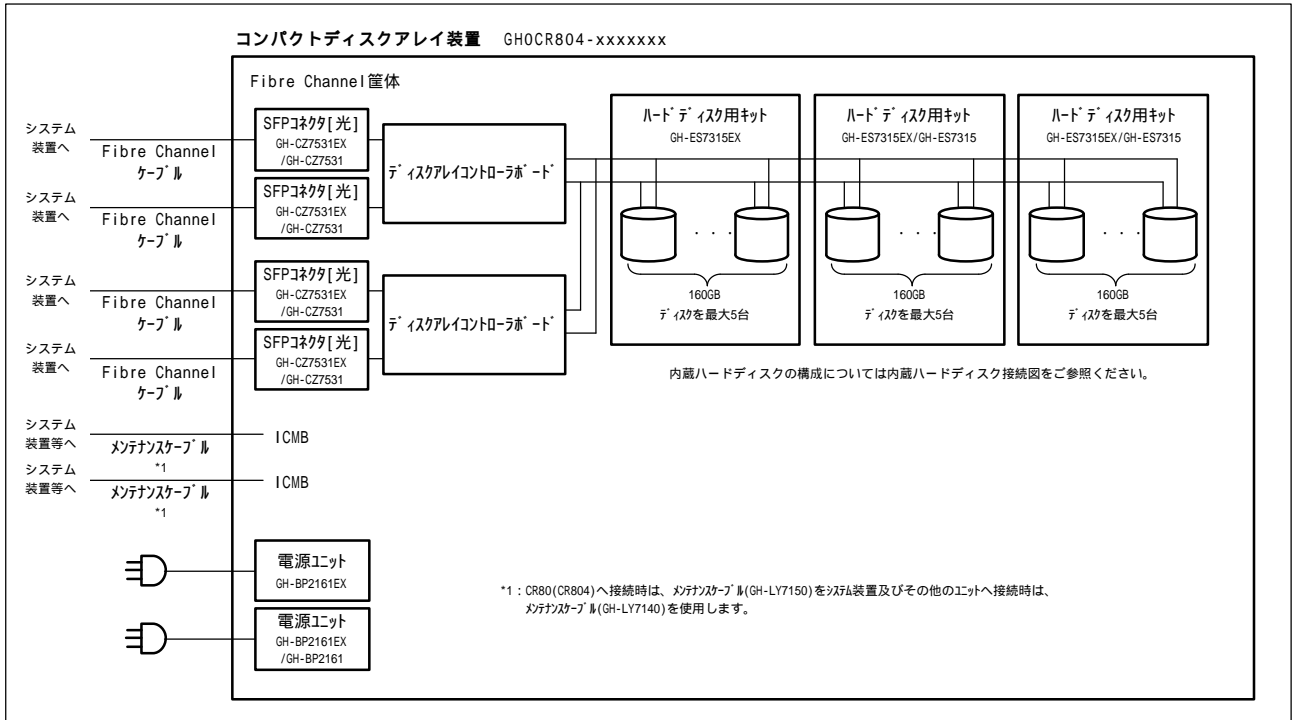 コンパクトディスクアレイ装置 GH0CR804-xxxxxxx
Fibre Channel筐体
システム
装置へ
Fibre Channel
ケーブル
SFPコネクタ[光]
GH-CZ7531EX
/GH-CZ7531
システム
装置へ
Fibre Channel
ケーブル
SFPコネクタ[光]
GH-CZ7531EX
/GH-CZ7531
ディスクアレイコントローラボード
システム
装置へ
Fibre Channel
ケーブル
SFPコネクタ[光]
GH-CZ7531EX
/GH-CZ7531
システム
装置へ
Fibre Channel
ケーブル
SFPコネクタ[光]
GH-CZ7531EX
/GH-CZ7531
ディスクアレイコントローラボード
ハードディスク用キット
GH-ES7315EX
・・・
160GB
ディスクを最大5台
ハードディスク用キット
GH-ES7315EX/GH-ES7315
・・・
160GB
ディスクを最大5台
ハードディスク用キット
GH-ES7315EX/GH-ES7315
・・・
160GB
ディスクを最大5台
内蔵ハードディスクの構成については内蔵ハードディスク接続図をご参照ください。
システム
装置等へ
メンテナンスケーブル
*1
ICMB
システム
装置等へ
メンテナンスケーブル
*1
ICMB
電源ユニット
GH-BP2161EX
電源ユニット
GH-BP2161EX
/GH-BP2161
*1：CR80(CR804)へ接続時は、メンテナンスケーブル(GH-LY7150)をシステム装置及びその他のユニットへ接続時は、
メンテナンスケーブル(GH-LY7140)を使用します。